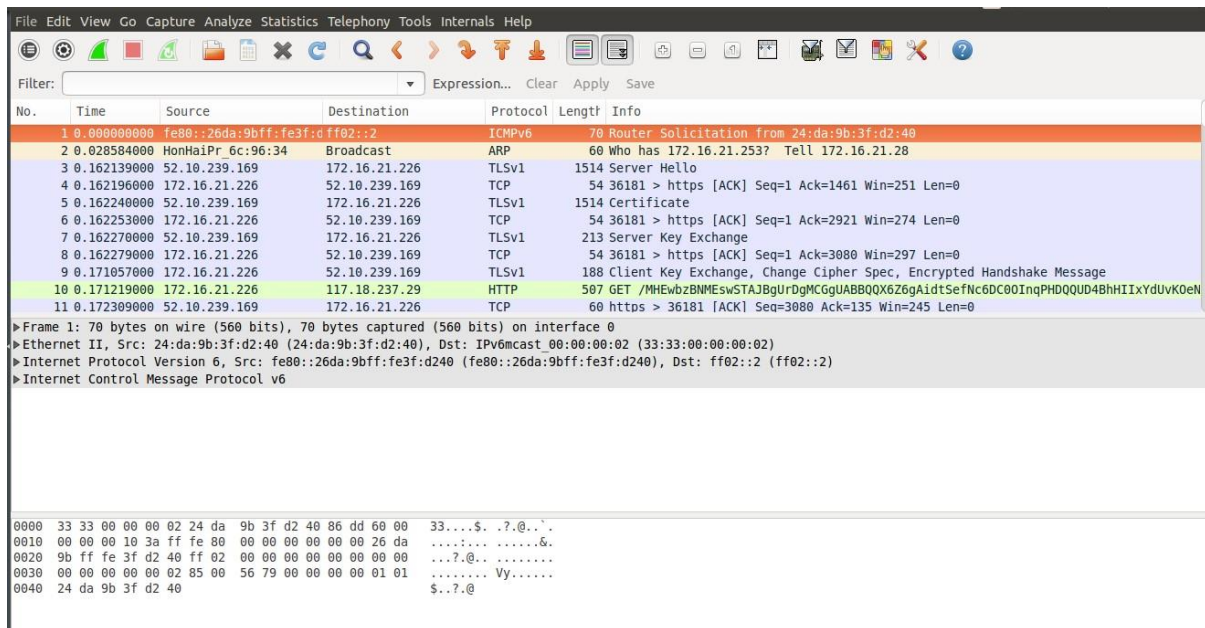 File Edit View Go Capture Analyze Statistics Telephony Tools Internals Help
Filter: Expression... Clear Apply Save
No. Time Source Destination Protocol Length Info
1 0.000000000 fe80::26da:9bff:fe3f:d ff02::2 ICMPv6 70 Router Solicitation from 24:da:9b:3f:d2:40
2 0.028584000 HonHaiPr_6c:96:34 Broadcast ARP 60 Who has 172.16.21.253? Tell 172.16.21.28
3 0.162139000 52.10.239.169 172.16.21.226 TLSv1 1514 Server Hello
4 0.162196000 172.16.21.226 52.10.239.169 TCP 54 36181 > https [ACK] Seq=1 Ack=1461 Win=251 Len=0
5 0.162240000 52.10.239.169 172.16.21.226 TLSv1 1514 Certificate
6 0.162253000 172.16.21.226 52.10.239.169 TCP 54 36181 > https [ACK] Seq=1 Ack=2921 Win=274 Len=0
7 0.162270000 52.10.239.169 172.16.21.226 TLSv1 213 Server Key Exchange
8 0.162279000 172.16.21.226 52.10.239.169 TCP 54 36181 > https [ACK] Seq=1 Ack=3080 Win=297 Len=0
9 0.171057000 172.16.21.226 52.10.239.169 TLSv1 188 Client Key Exchange, Change Cipher Spec, Encrypted Handshake Message
10 0.171219000 172.16.21.226 117.18.237.29 HTTP 507 GET /MHEwbzBNMEswSTAJBgUrDgMCGgUABBQQX6Z6gAidtSefNc6DC0OInqPHDQQUD4BhHIIxYdUvKOeN
11 0.172309000 52.10.239.169 172.16.21.226 TCP 60 https > 36181 [ACK] Seq=3080 Ack=135 Win=245 Len=0
Frame 1: 70 bytes on wire (560 bits), 70 bytes captured (560 bits) on interface 0
Ethernet II, Src: 24:da:9b:3f:d2:40 (24:da:9b:3f:d2:40), Dst: IPv6mcast_00:00:00:02 (33:33:00:00:00:02)
Internet Protocol Version 6, Src: fe80::26da:9bff:fe3f:d240 (fe80::26da:9bff:fe3f:d240), Dst: ff02::2 (ff02::2)
Internet Control Message Protocol v6
0000 33 33 00 00 00 02 24 da 9b 3f d2 40 86 dd 60 00 33....$. .?.@..`.
0010 00 00 00 10 3a ff fe 80 00 00 00 00 00 00 26 da ....:... ......&.
0020 9b ff fe 3f d2 40 ff 02 00 00 00 00 00 00 00 00 ...?.@.. ........
0030 00 00 00 00 00 02 85 00 56 79 00 00 00 00 01 01 ........ Vy......
0040 24 da 9b 3f d2 40 $..?.@